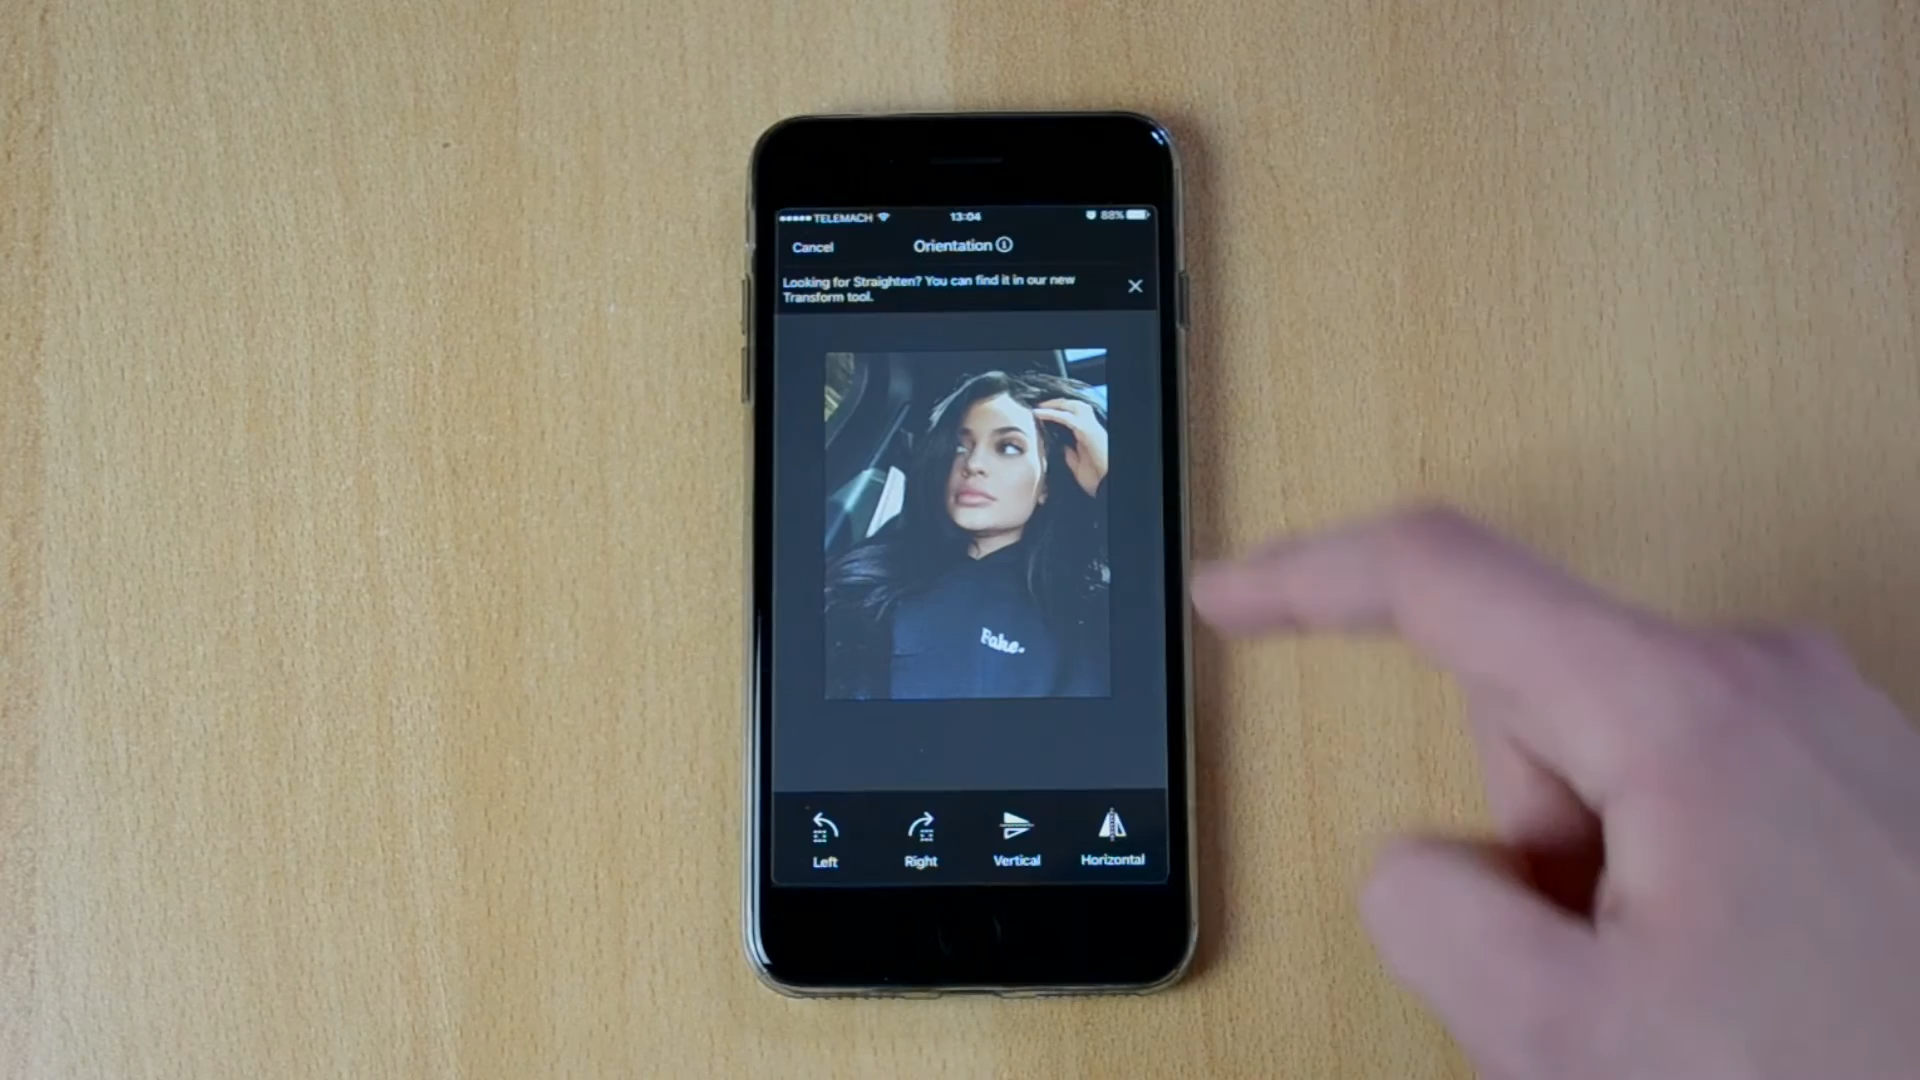 TELEMACH 13:04 88%
Cancel Orientation
Looking for Straighten? You can find it in our new
Transform tool.
Fake.
Left Right Vertical Horizontal